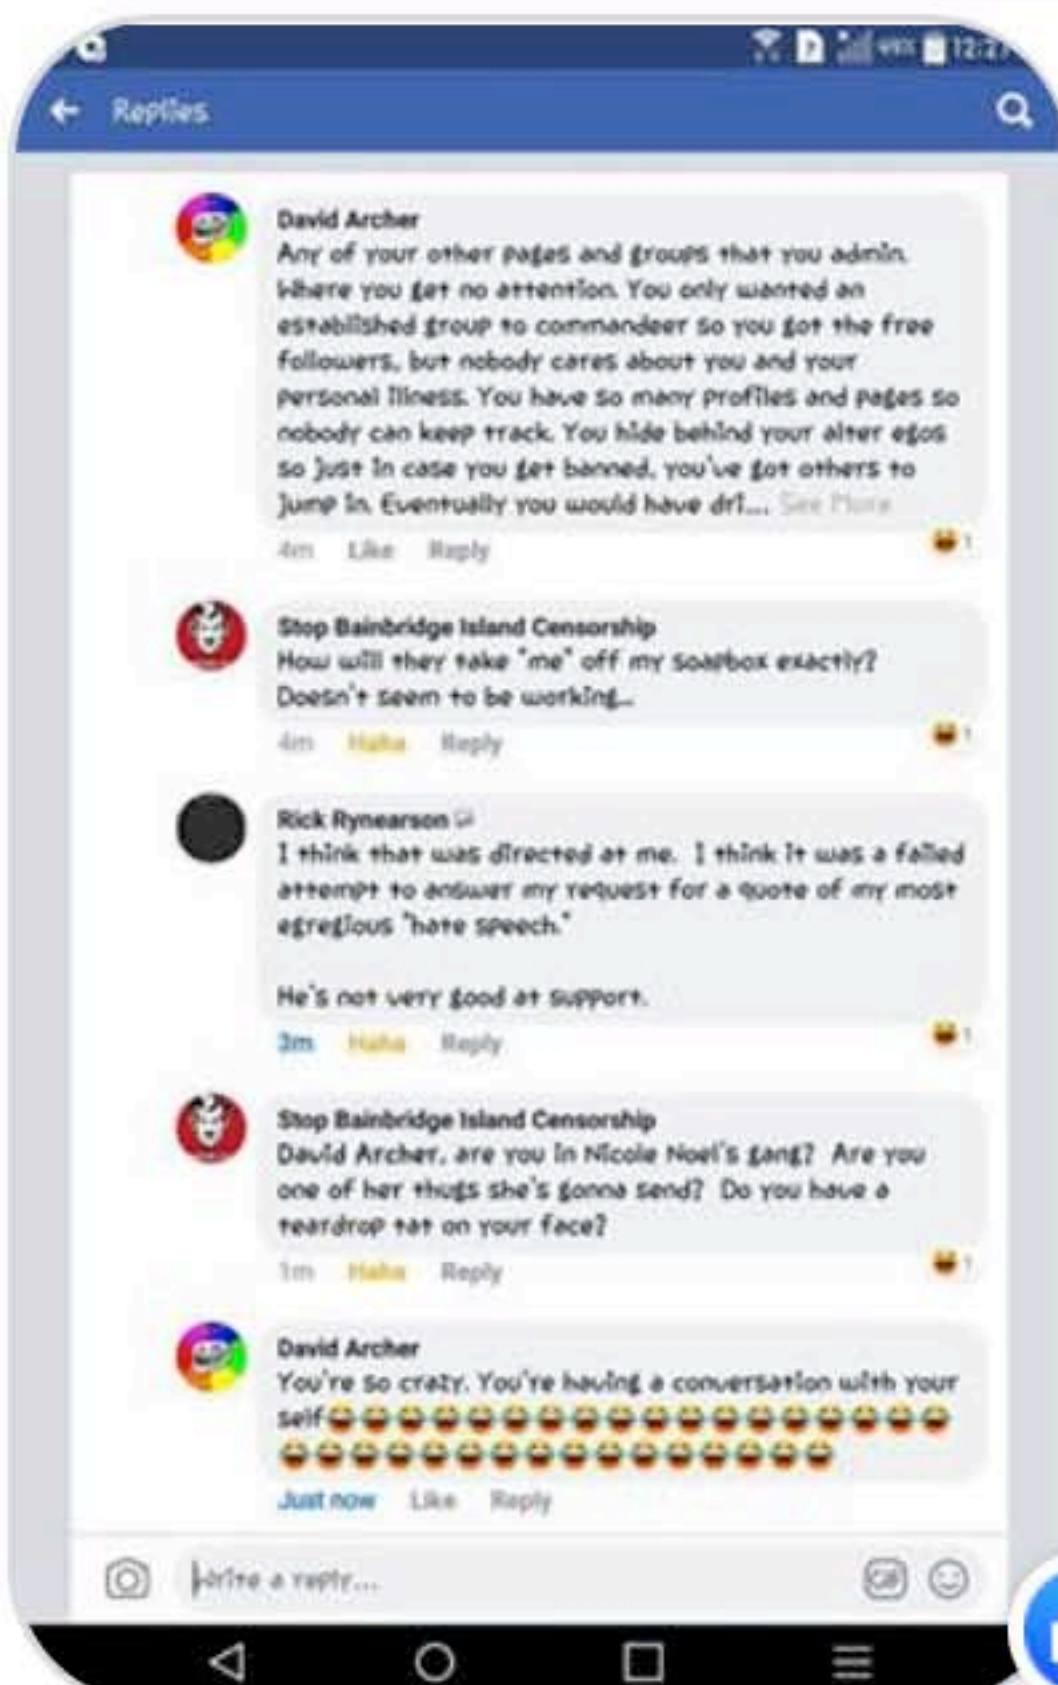 12:27
Replies
David Archer
Any of your other pages and groups that you admin.
Where you get no attention. You only wanted an
established group to commandeer so you got the free
followers, but nobody cares about you and your
personal illness. You have so many profiles and pages so
nobody can keep track. You hide behind your alter egos
so just in case you get banned, you've got others to
jump in. Eventually you would have dri... See More
4m Like Reply
1
Stop Bainbridge Island Censorship
How will they take "me" off my soapbox exactly?
Doesn't seem to be working...
4m Haha Reply
1
Rick Rynearson
I think that was directed at me. I think it was a failed
attempt to answer my request for a quote of my most
egregious "hate speech."
He's not very good at support.
Haha Reply
1
Stop Bainbridge Island Censorship
David Archer, are you in Nicole Noel's gang? Are you
one of her thugs she's gonna send? Do you have a
teardrop tat on your face?
1m Haha Reply
1
David Archer
You're so crazy. You're having a conversation with your
self😂😂😂😂😂😂😂😂😂😂😂😂😂😂😂😂😂😂
😂😂😂😂😂😂😂😂😂😂😂😂😂😂😂😂
Just now Like Reply
Write a reply...
GIF